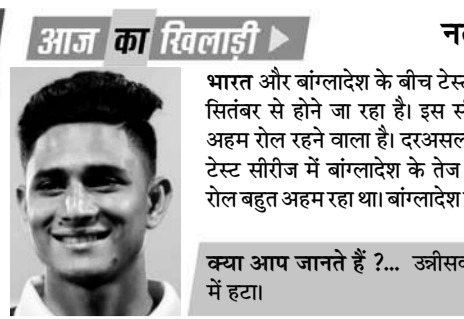 आज का खिलाड़ी
भारत और बांग्लादेश के बीच टेस्
सितंबर से होने जा रहा है। इस स
अहम रोल रहने वाला है। दरअसल
टेस्ट सीरीज में बांग्लादेश के तेज
रोल बहुत अहम रहा था। बांग्लादेश
क्या आप जानते हैं ?... उन्नीसव
में हटा।